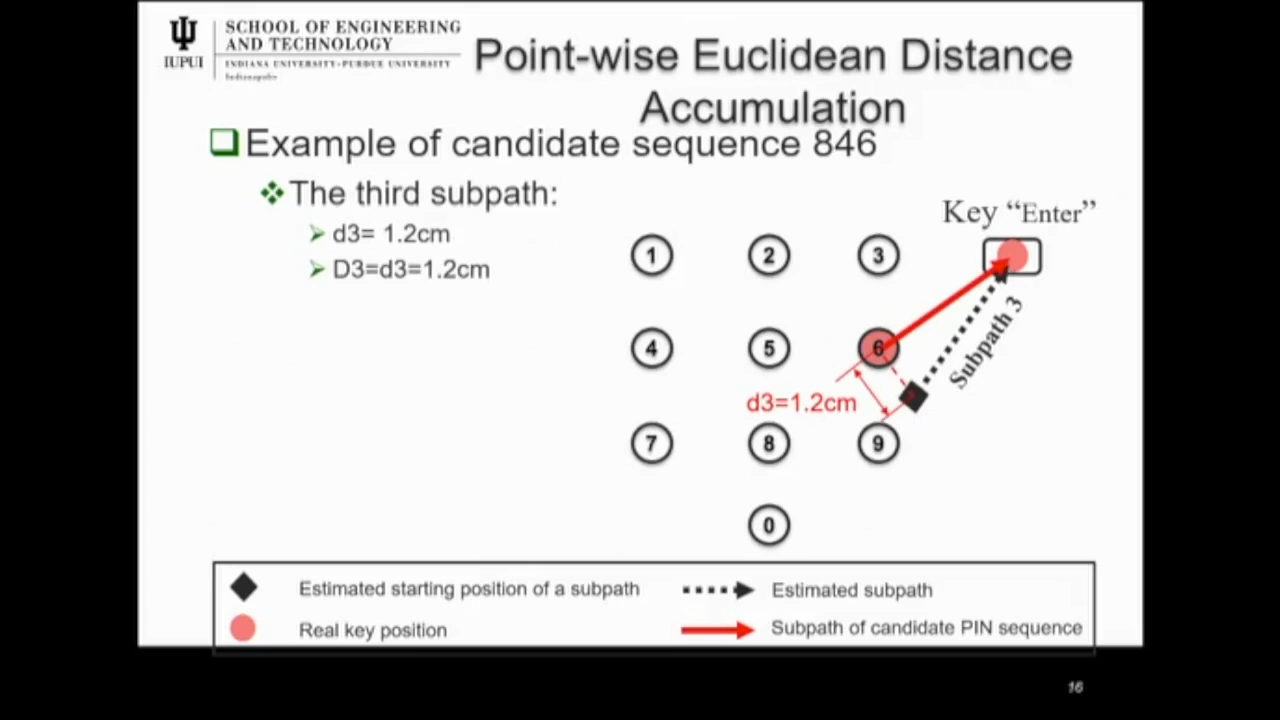 SCHOOL OF ENGINEERING
AND TECHNOLOGY
IUPUI
INDIANA UNIVERSITY-PURDUE UNIVERSITY
Indianapolis
Point-wise Euclidean Distance
Accumulation
Example of candidate sequence 846
The third subpath:
d3= 1.2cm
D3=d3=1.2cm
Key “Enter”
1 2 3
4 5 6
Subpath 3
d3=1.2cm
7 8 9
0
Estimated starting position of a subpath
Estimated subpath
Real key position
Subpath of candidate PIN sequence
16